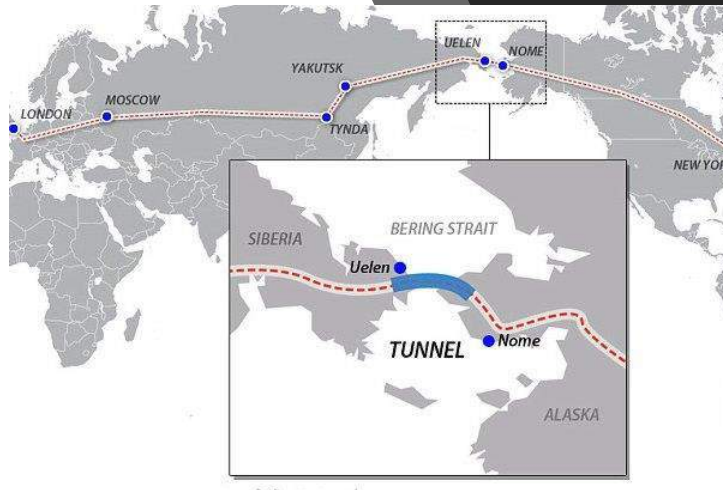 UELEN
NOME
YAKUTSK
LONDON
MOSCOW
TYNDA
NEW YOR
SIBERIA
BERING STRAIT
Uelen
TUNNEL
Nome
ALASKA